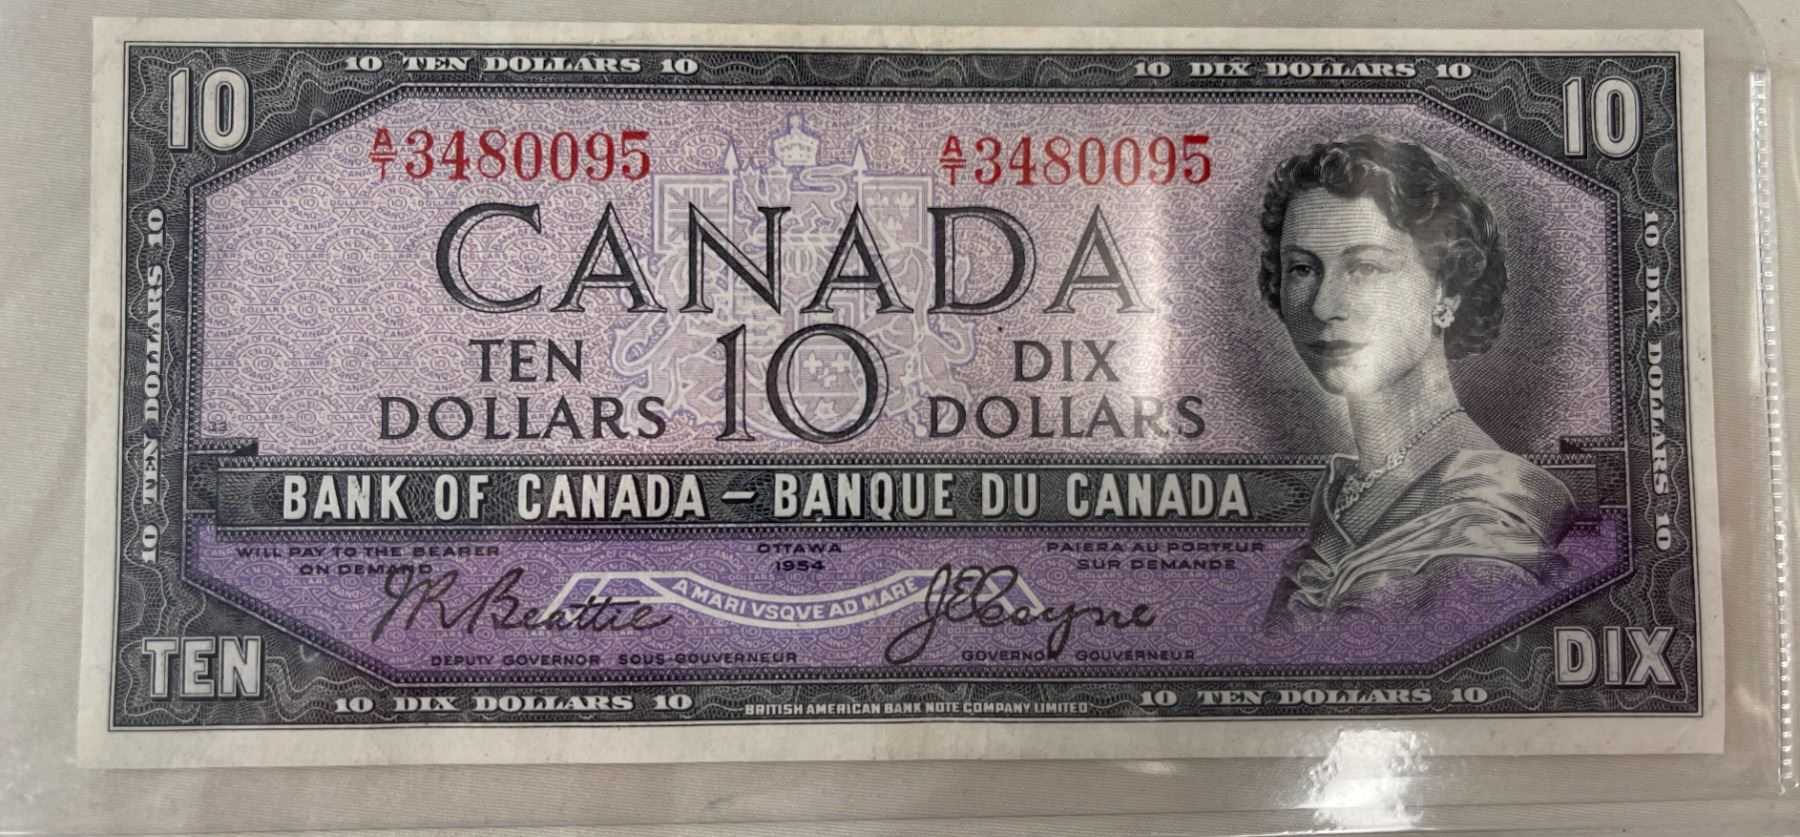 10 TEN DOLLARS 10
10 DIX DOLLARS 10
10
10
A/T 3480095
A/T 3480095
CANADA
TEN DOLLARS
10
DIX DOLLARS
10 TEN DOLLARS 10
10 DIX DOLLARS 10
33
BANK OF CANADA – BANQUE DU CANADA
WILL PAY TO THE BEARER
ON DEMAND
OTTAWA
1954
PAIERA AU PORTEUR
SUR DEMANDE
A MARI VSQVE AD MARE
JR Beattie
JE Coyne
DEPUTY GOVERNOR SOUS-GOUVERNEUR
GOVERNOR GOUVERNEUR
TEN
DIX
10 DIX DOLLARS 10
BRITISH AMERICAN BANK NOTE COMPANY LIMITED
10 TEN DOLLARS 10